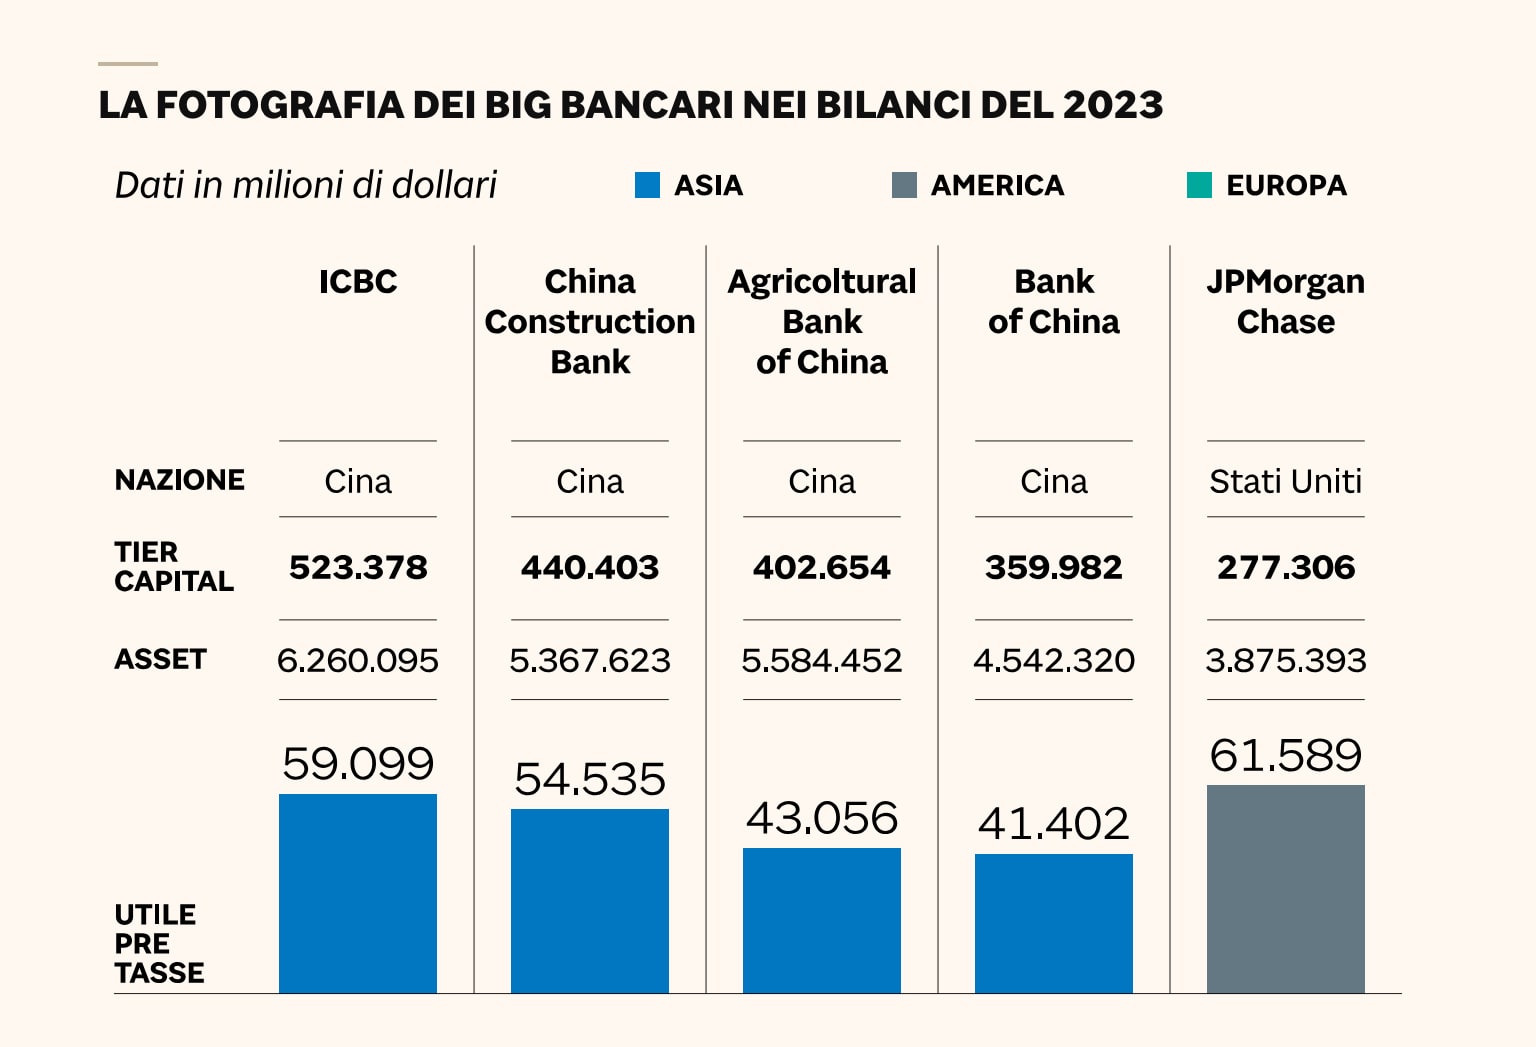 LA FOTOGRAFIA DEI BIG BANCARI NEI BILANCI DEL 2023
Dati in milioni di dollari
ASIA
AMERICA
EUROPA
ICBC
China
Construction
Bank
Agricoltural
Bank
of China
Bank
of China
JPMorgan
Chase
NAZIONE
Cina
Cina
Cina
Cina
Stati Uniti
TIER
CAPITAL
523.378
440.403
402.654
359.982
277.306
ASSET
6.260.095
5.367.623
5.584.452
4.542.320
3.875.393
UTILE
PRE
TASSE
59.099
54.535
43.056
41.402
61.589